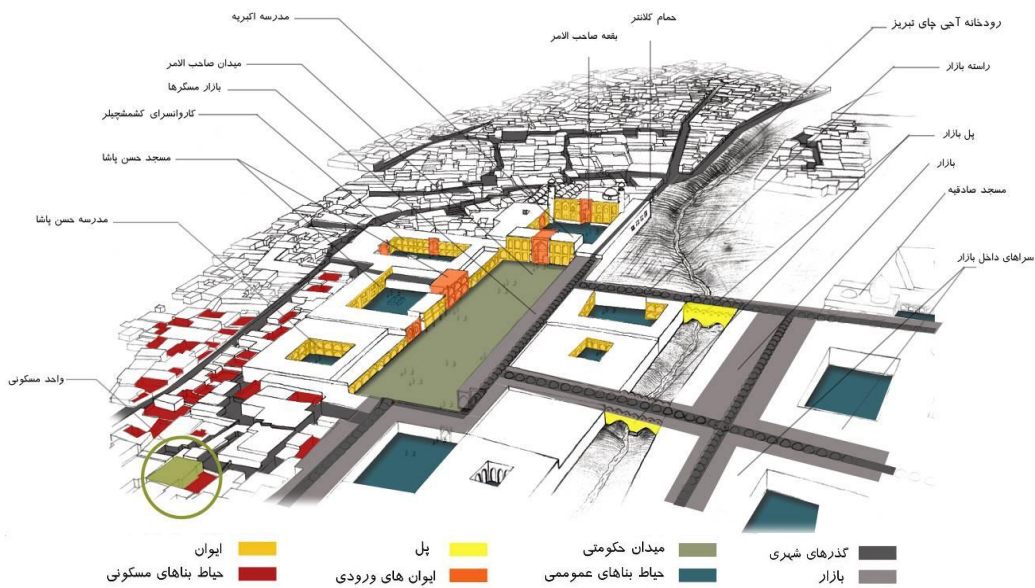 حمام کلانتر
مدرسه اکبریه
بقعه صاحب الامر
رودخانه آجی چای تبریز
میدان صاحب الامر
راسته بازار
بازار مسگرها
کاروانسرای کشمشچیلر
پل بازار
مسجد حسن پاشا
بازار
مسجد صادقیه
مدرسه حسن پاشا
سراهای داخل بازار
واحد مسکونی
گذرهای شهری
میدان حکومتی
پل
ایوان
بازار
حیاط بناهای عموممی
ایوان های ورودی
حیاط بناهای مسکونی